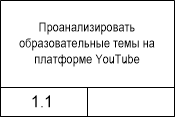 Проанализировать
образовательные темы на
платформе YouTube
1.1